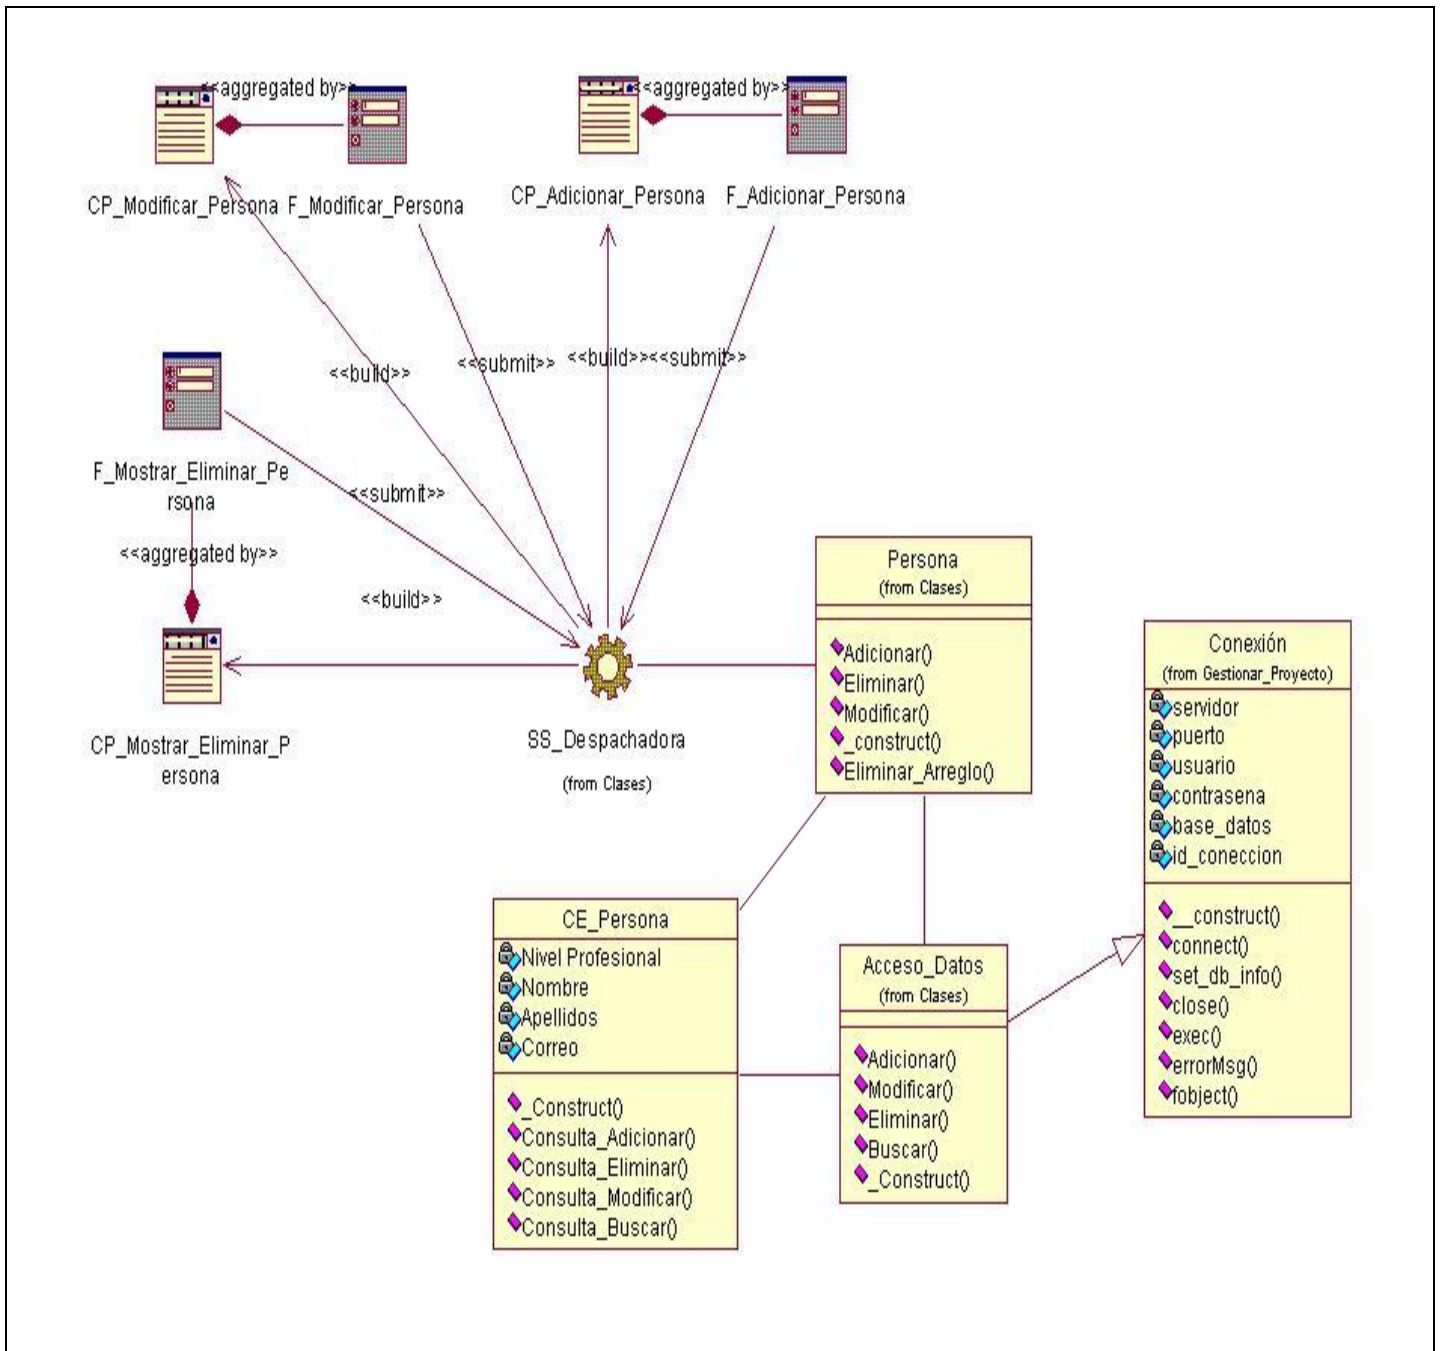 <<aggregated by>>
<<aggregated by>>
CP_Modificar_Persona
F_Modificar_Persona
CP_Adicionar_Persona
F_Adicionar_Persona
<<build>>
<<submit>>
<<build>>
<<submit>>
F_Mostrar_Eliminar_Pe
rsona
<<submit>>
<<aggregated by>>
<<build>>
CP_Mostrar_Eliminar_P
ersona
SS_Despachadora
(from Clases)
Persona
(from Clases)
Adicionar()
Eliminar()
Modificar()
_construct()
Eliminar_Arreglo()
Conexión
(from Gestionar_Proyecto)
servidor
puerto
usuario
contrasena
base_datos
id_coneccion
__construct()
connect()
set_db_info()
close()
exec()
errorMsg()
fobject()
CE_Persona
Nivel Profesional
Nombre
Apellidos
Correo
_Construct()
Consulta_Adicionar()
Consulta_Eliminar()
Consulta_Modificar()
Consulta_Buscar()
Acceso_Datos
(from Clases)
Adicionar()
Modificar()
Eliminar()
Buscar()
_Construct()